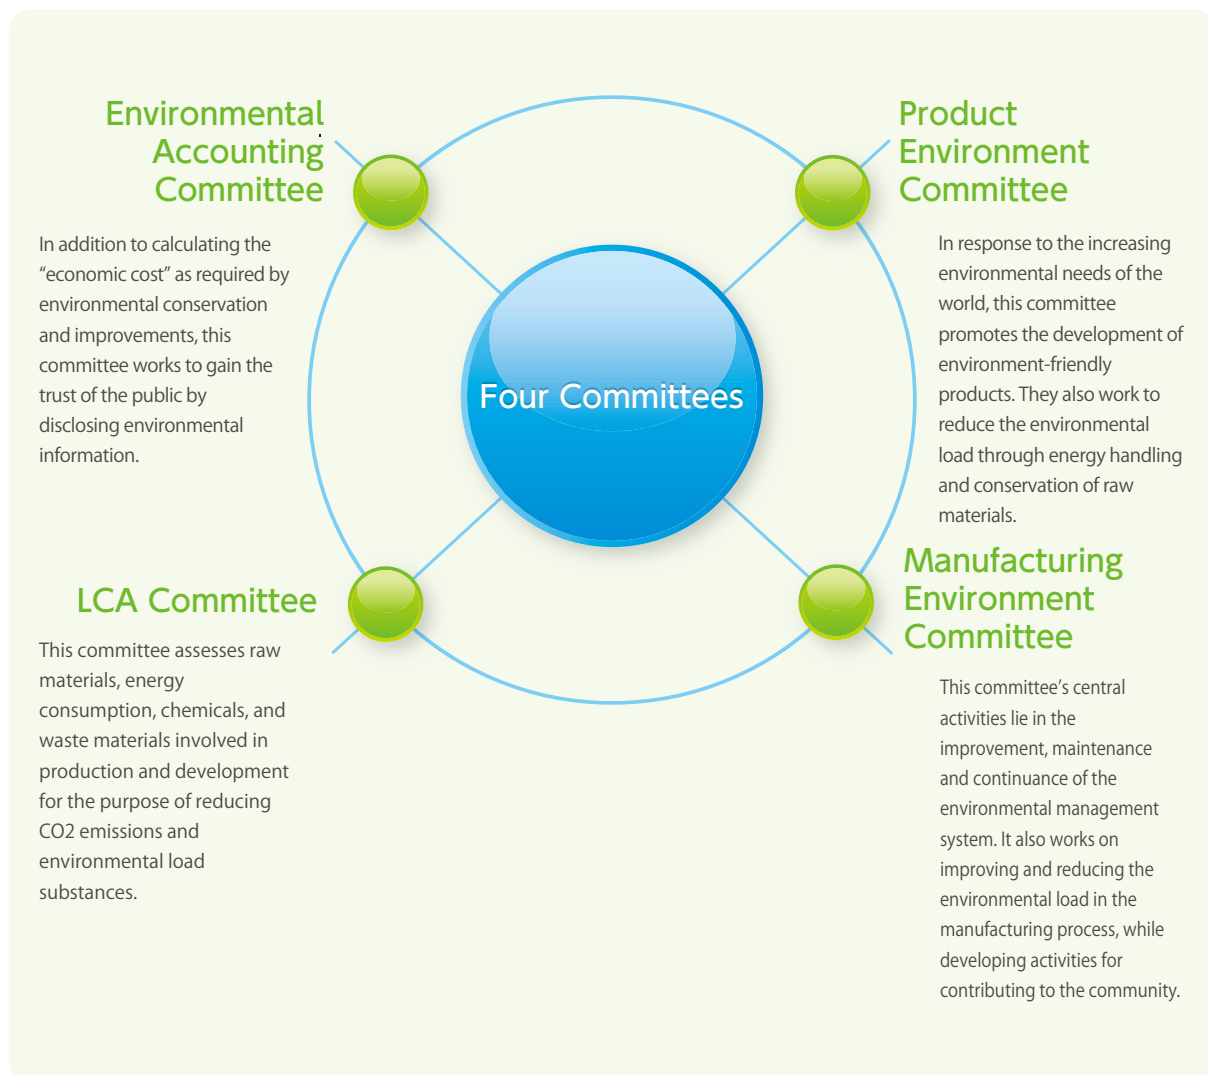 Environmental
Accounting
Committee
In addition to calculating the
“economic cost” as required by
environmental conservation
and improvements, this
committee works to gain the
trust of the public by
disclosing environmental
information.
Product
Environment
Committee
In response to the increasing
environmental needs of the
world, this committee
promotes the development of
environment-friendly
products. They also work to
reduce the environmental
load through energy handling
and conservation of raw
materials.
Four Committees
LCA Committee
This committee assesses raw
materials, energy
consumption, chemicals, and
waste materials involved in
production and development
for the purpose of reducing
CO2 emissions and
environmental load
substances.
Manufacturing
Environment
Committee
This committee’s central
activities lie in the
improvement, maintenance
and continuance of the
environmental management
system. It also works on
improving and reducing the
environmental load in the
manufacturing process, while
developing activities for
contributing to the community.